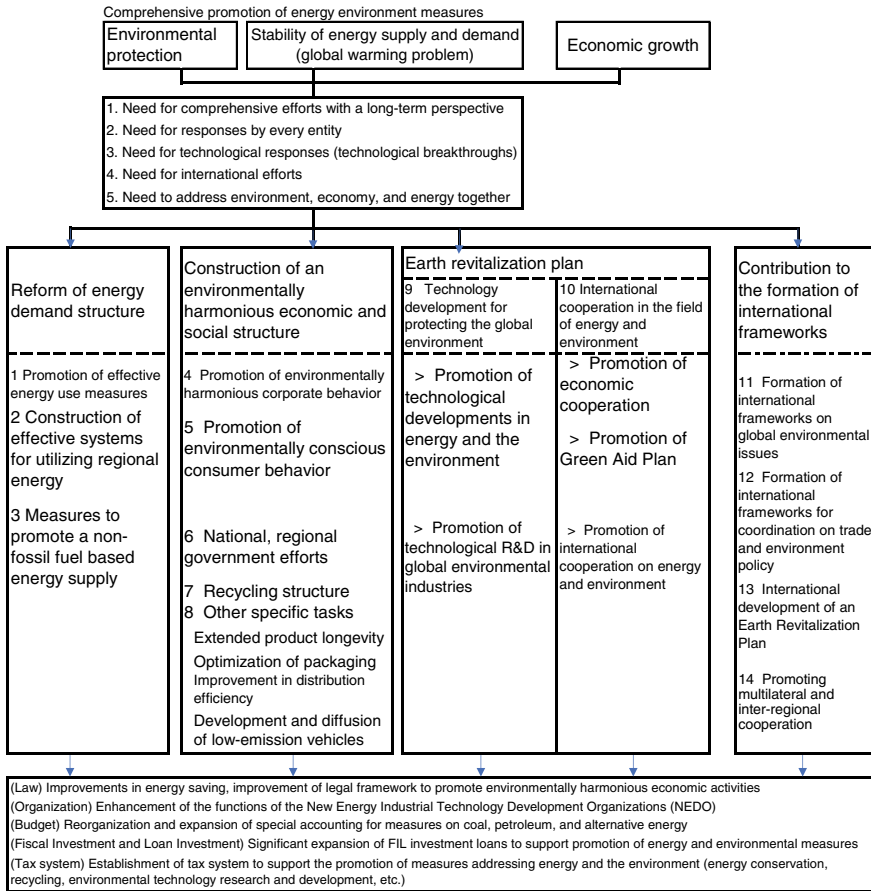 Comprehensive promotion of energy environment measures
Environmental
protection
Stability of energy supply and demand
(global warming problem)
Economic growth
1. Need for comprehensive efforts with a long-term perspective
2. Need for responses by every entity
3. Need for technological responses (technological breakthroughs)
4. Need for international efforts
5. Need to address environment, economy, and energy together
Reform of energy
demand structure
1 Promotion of effective
energy use measures
2 Construction of
effective systems
for utilizing regional
energy
3 Measures to
promote a non-
fossil fuel based
energy supply
Construction of an
environmentally
harmonious economic and
social structure
4 Promotion of environmentally
harmonious corporate behavior
5 Promotion of
environmentally conscious
consumer behavior
6 National, regional
government efforts
7 Recycling structure
8 Other specific tasks
Extended product longevity
Optimization of packaging
Improvement in distribution
efficiency
Development and diffusion
of low-emission vehicles
Earth revitalization plan
9 Technology
development for
protecting the global
environment
> Promotion of
technological
developments in
energy and the
environment
> Promotion of
technological R&D in
global environmental
industries
10 International
cooperation in the field
of energy and
environment
> Promotion of
economic
cooperation
> Promotion of
Green Aid Plan
> Promotion of
international
cooperation on energy
and environment
Contribution to
the formation of
international
frameworks
11 Formation of
international
frameworks on
global environmental
issues
12 Formation of
international
frameworks for
coordination on trade
and environment
policy
13 International
development of an
Earth Revitalization
Plan
14 Promoting
multilateral and
inter-regional
cooperation
(Law) Improvements in energy saving, improvement of legal framework to promote environmentally harmonious economic activities
(Organization) Enhancement of the functions of the New Energy Industrial Technology Development Organizations (NEDO)
(Budget) Reorganization and expansion of special accounting for measures on coal, petroleum, and alternative energy
(Fiscal Investment and Loan Investment) Significant expansion of FIL investment loans to support promotion of energy and environmental measures
(Tax system) Establishment of tax system to support the promotion of measures addressing energy and the environment (energy conservation,
recycling, environmental technology research and development, etc.)